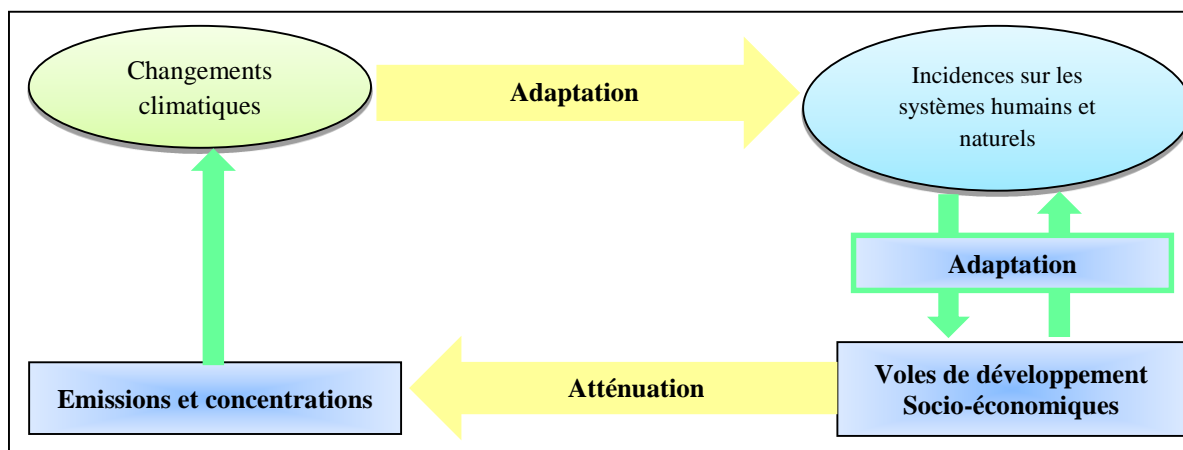 Changements
climatiques
Adaptation
Incidences sur les
systèmes humains et
naturels
Adaptation
Emissions et concentrations
Atténuation
Voles de développement
Socio-économiques